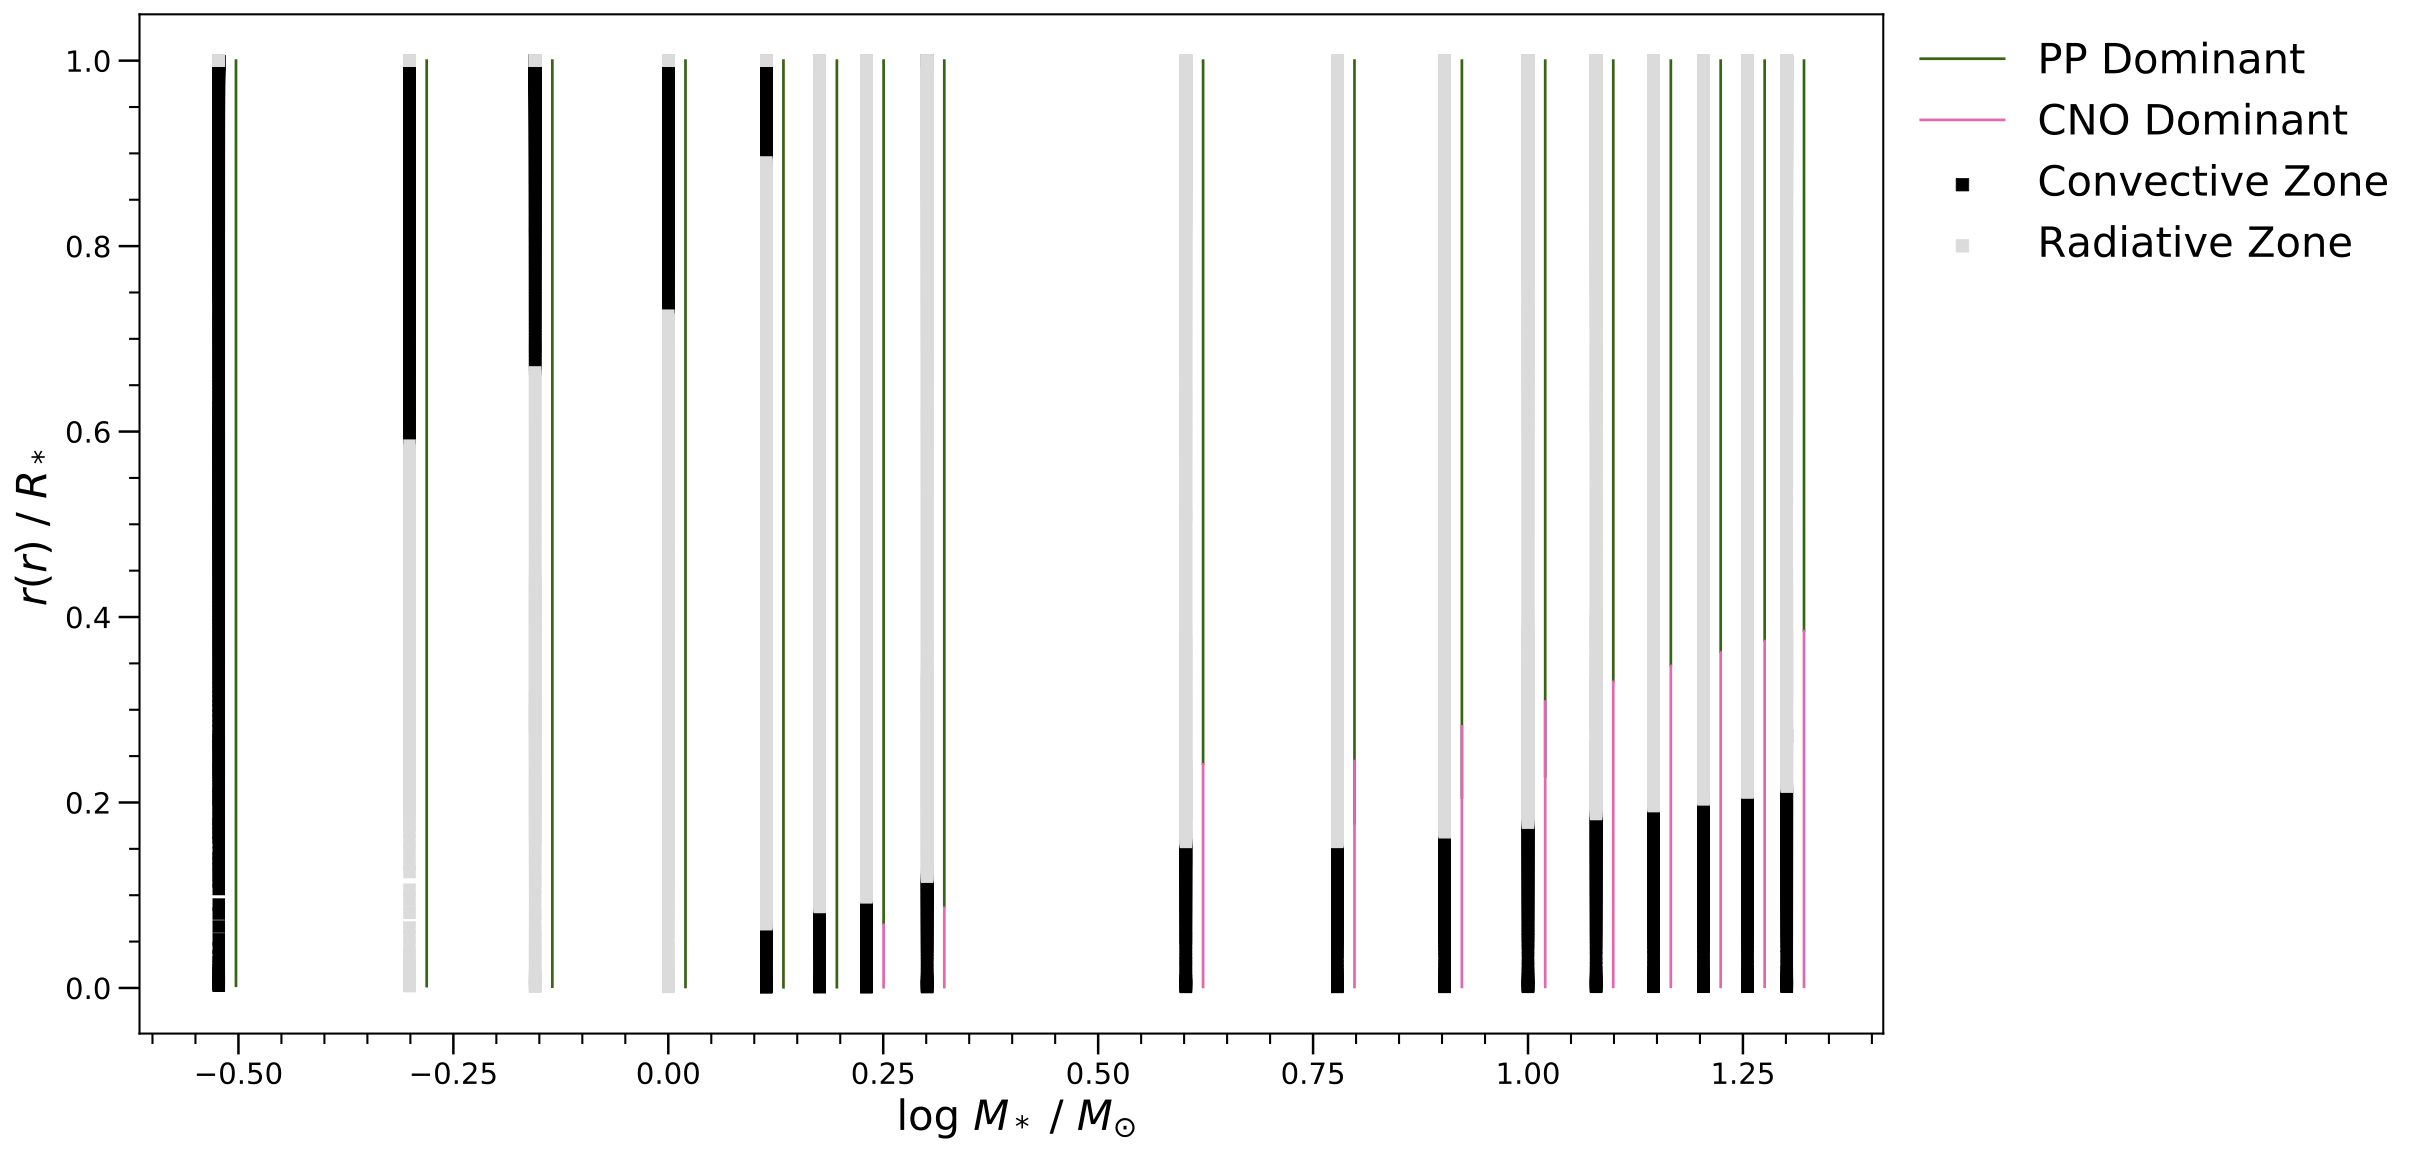 1.0
0.8
0.6
0.4
0.2
0.0
r(r) / R*
−0.50 −0.25 0.00 0.25 0.50 0.75 1.00 1.25
log M* / M⊙
PP Dominant
CNO Dominant
Convective Zone
Radiative Zone